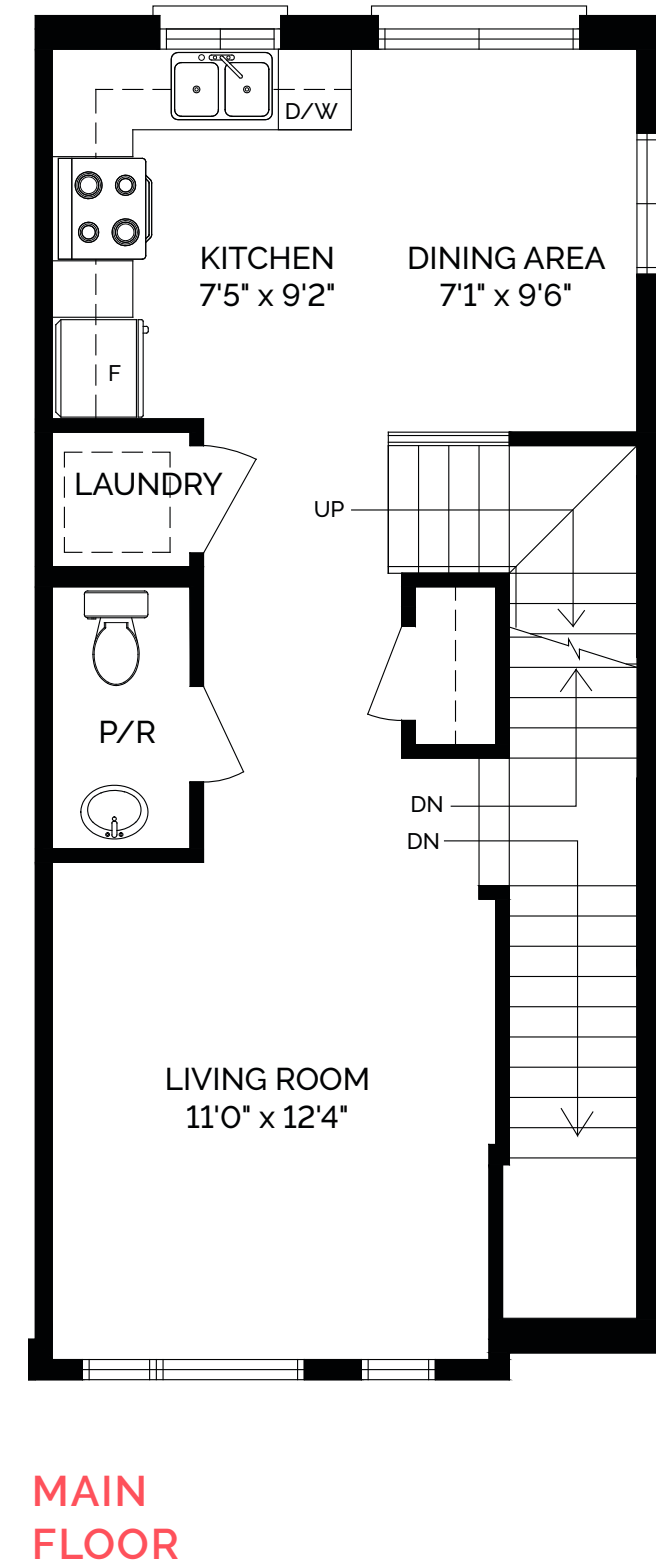 D/W
KITCHEN
7'5" x 9'2"
DINING AREA
7'1" x 9'6"
F
LAUNDRY
UP
P/R
DN
DN
LIVING ROOM
11'0" x 12'4"
MAIN
FLOOR